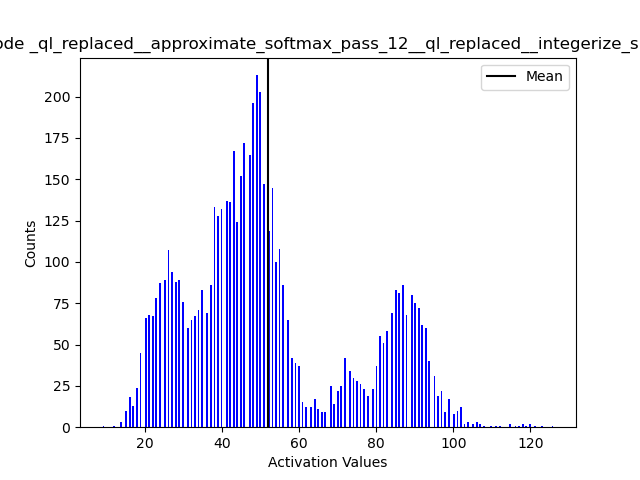 ode _ql_replaced__approximate_softmax_pass_12__ql_replaced__integerize_s
Mean
200
175
150
125
100
75
50
25
0
Counts
20 40 60 80 100 120
Activation Values